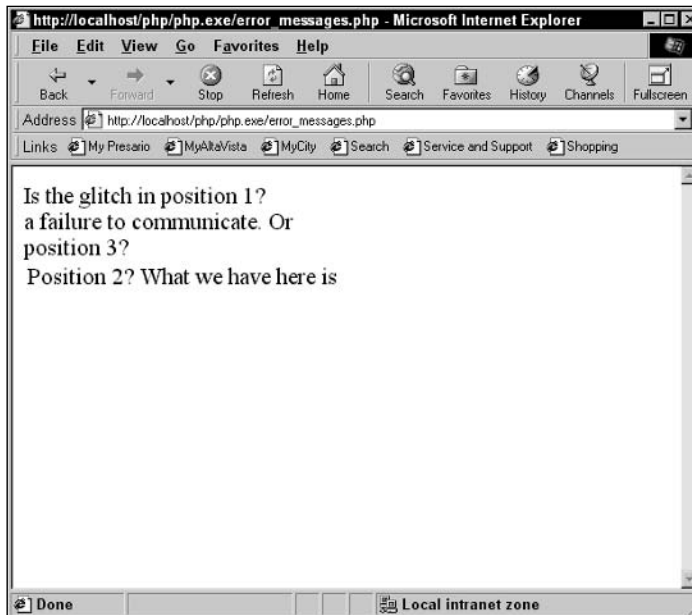 http://localhost/php/php.exe/error_messages.php - Microsoft Internet Explorer
File Edit View Go Favorites Help
Back Forward Stop Refresh Home Search Favorites History Channels Fullscreen
Address http://localhost/php/php.exe/error_messages.php
Links My Presario MyAltaVista MyCity Search Service and Support Shopping
Is the glitch in position 1?
a failure to communicate. Or
position 3?
Position 2? What we have here is
Done Local intranet zone